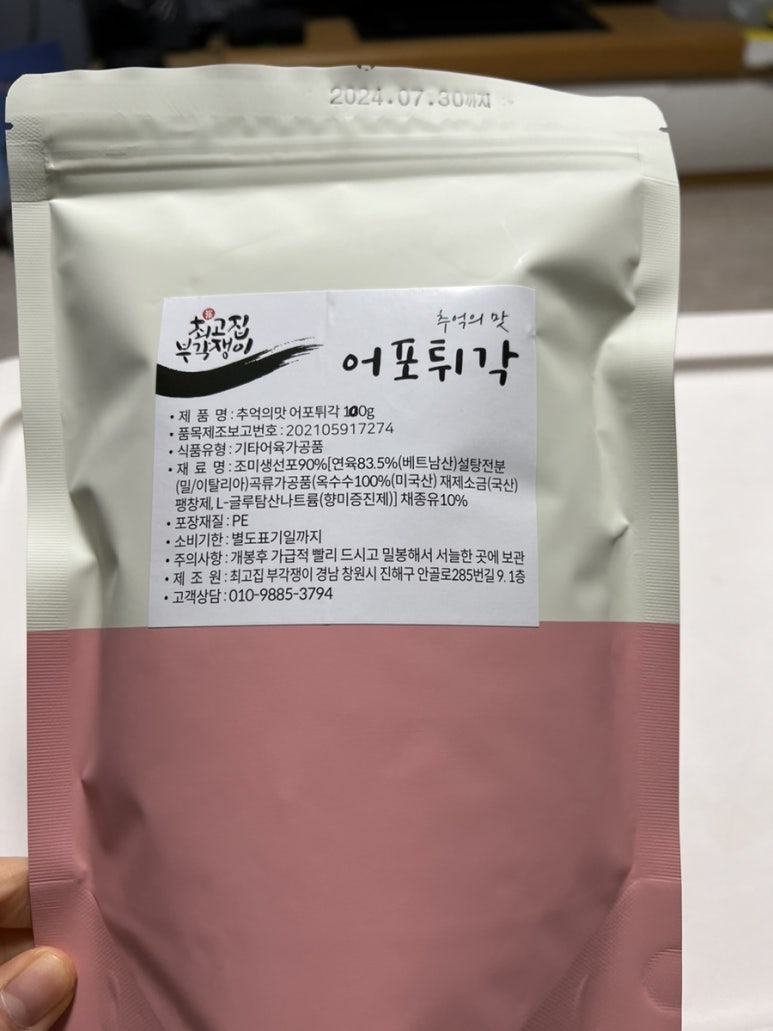 2024.07.30까지
최고집
부각쟁이
추억의 맛
어포튀각
• 제 품 명 : 추억의맛 어포튀각 100g
• 품목제조보고번호 : 202105917274
• 식품유형 : 기타어육가공품
• 재 료 명 : 조미생선포90%[연육83.5%(베트남산)설탕전분
(밀/이탈리아)곡류가공품(옥수수100%(미국산) 재제소금(국산)
팽창제, L-글루탐산나트륨(향미증진제)] 채종유10%
• 포장재질 : PE
• 소비기한 : 별도표기일까지
• 주의사항 : 개봉후 가급적 빨리 드시고 밀봉해서 서늘한 곳에 보관
• 제 조 원 : 최고집 부각쟁이 경남 창원시 진해구 안골로285번길 9. 1층
• 고객상담 : 010-9885-3794